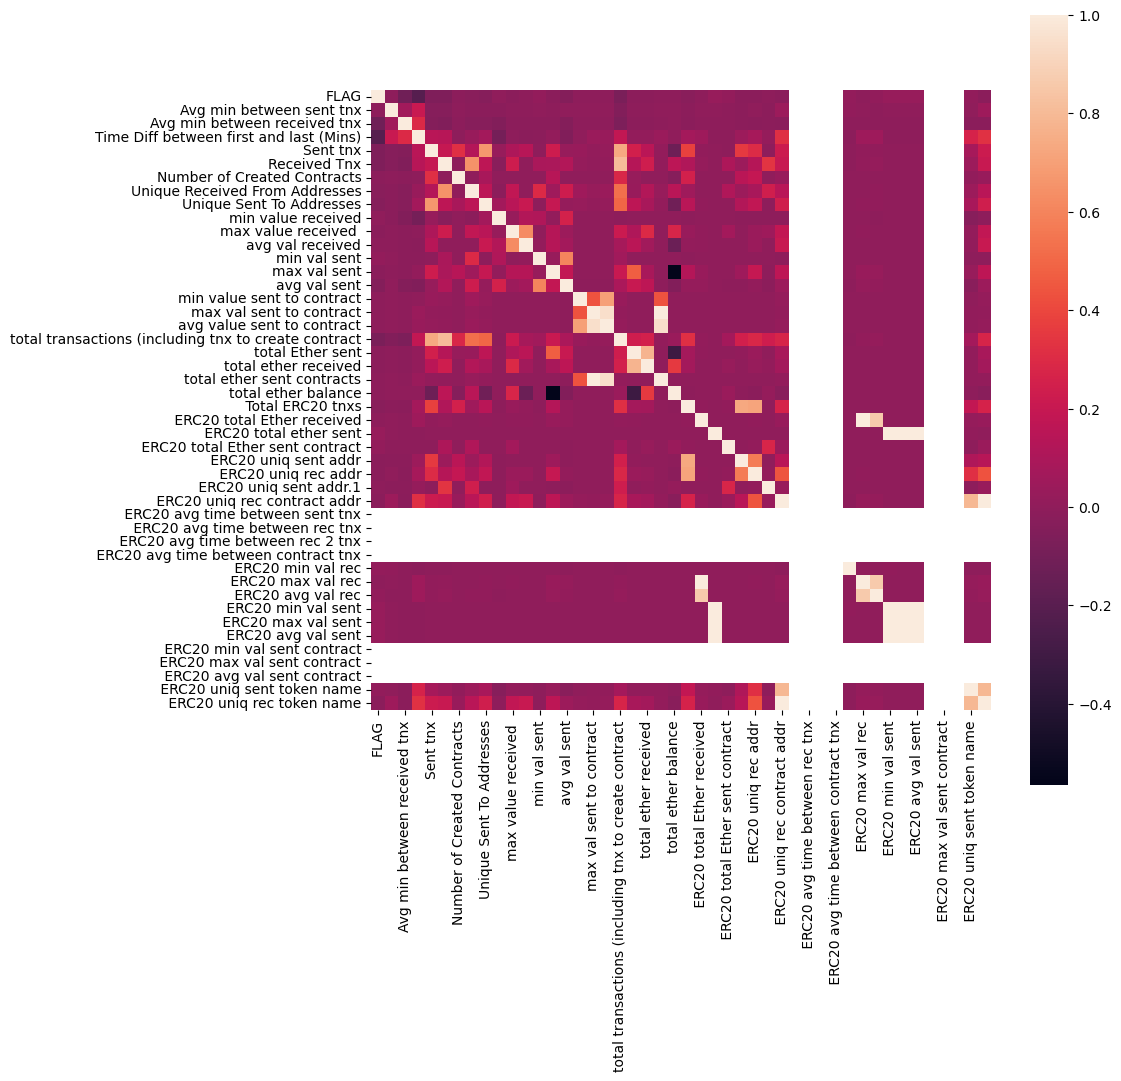 FLAG
Avg min between sent tnx
Avg min between received tnx
Time Diff between first and last (Mins)
Sent tnx
Received Tnx
Number of Created Contracts
Unique Received From Addresses
Unique Sent To Addresses
min value received
max value received
avg val received
min val sent
max val sent
avg val sent
min value sent to contract
max val sent to contract
avg value sent to contract
total transactions (including tnx to create contract
total Ether sent
total ether received
total ether sent contracts
total ether balance
Total ERC20 tnxs
ERC20 total Ether received
ERC20 total ether sent
ERC20 total Ether sent contract
ERC20 uniq sent addr
ERC20 uniq rec addr
ERC20 uniq sent addr.1
ERC20 uniq rec contract addr
ERC20 avg time between sent tnx
ERC20 avg time between rec tnx
ERC20 avg time between rec 2 tnx
ERC20 avg time between contract tnx
ERC20 min val rec
ERC20 max val rec
ERC20 avg val rec
ERC20 min val sent
ERC20 max val sent
ERC20 avg val sent
ERC20 min val sent contract
ERC20 max val sent contract
ERC20 avg val sent contract
ERC20 uniq sent token name
ERC20 uniq rec token name
FLAG
Avg min between received tnx
Sent tnx
Number of Created Contracts
Unique Sent To Addresses
max value received
min val sent
avg val sent
max val sent to contract
total transactions (including tnx to create contract
total ether received
total ether balance
ERC20 total Ether received
ERC20 total Ether sent contract
ERC20 uniq rec addr
ERC20 uniq rec contract addr
ERC20 avg time between rec tnx
ERC20 avg time between contract tnx
ERC20 max val rec
ERC20 min val sent
ERC20 avg val sent
ERC20 max val sent contract
ERC20 uniq sent token name
1.0
0.8
0.6
0.4
0.2
0.0
−0.2
−0.4